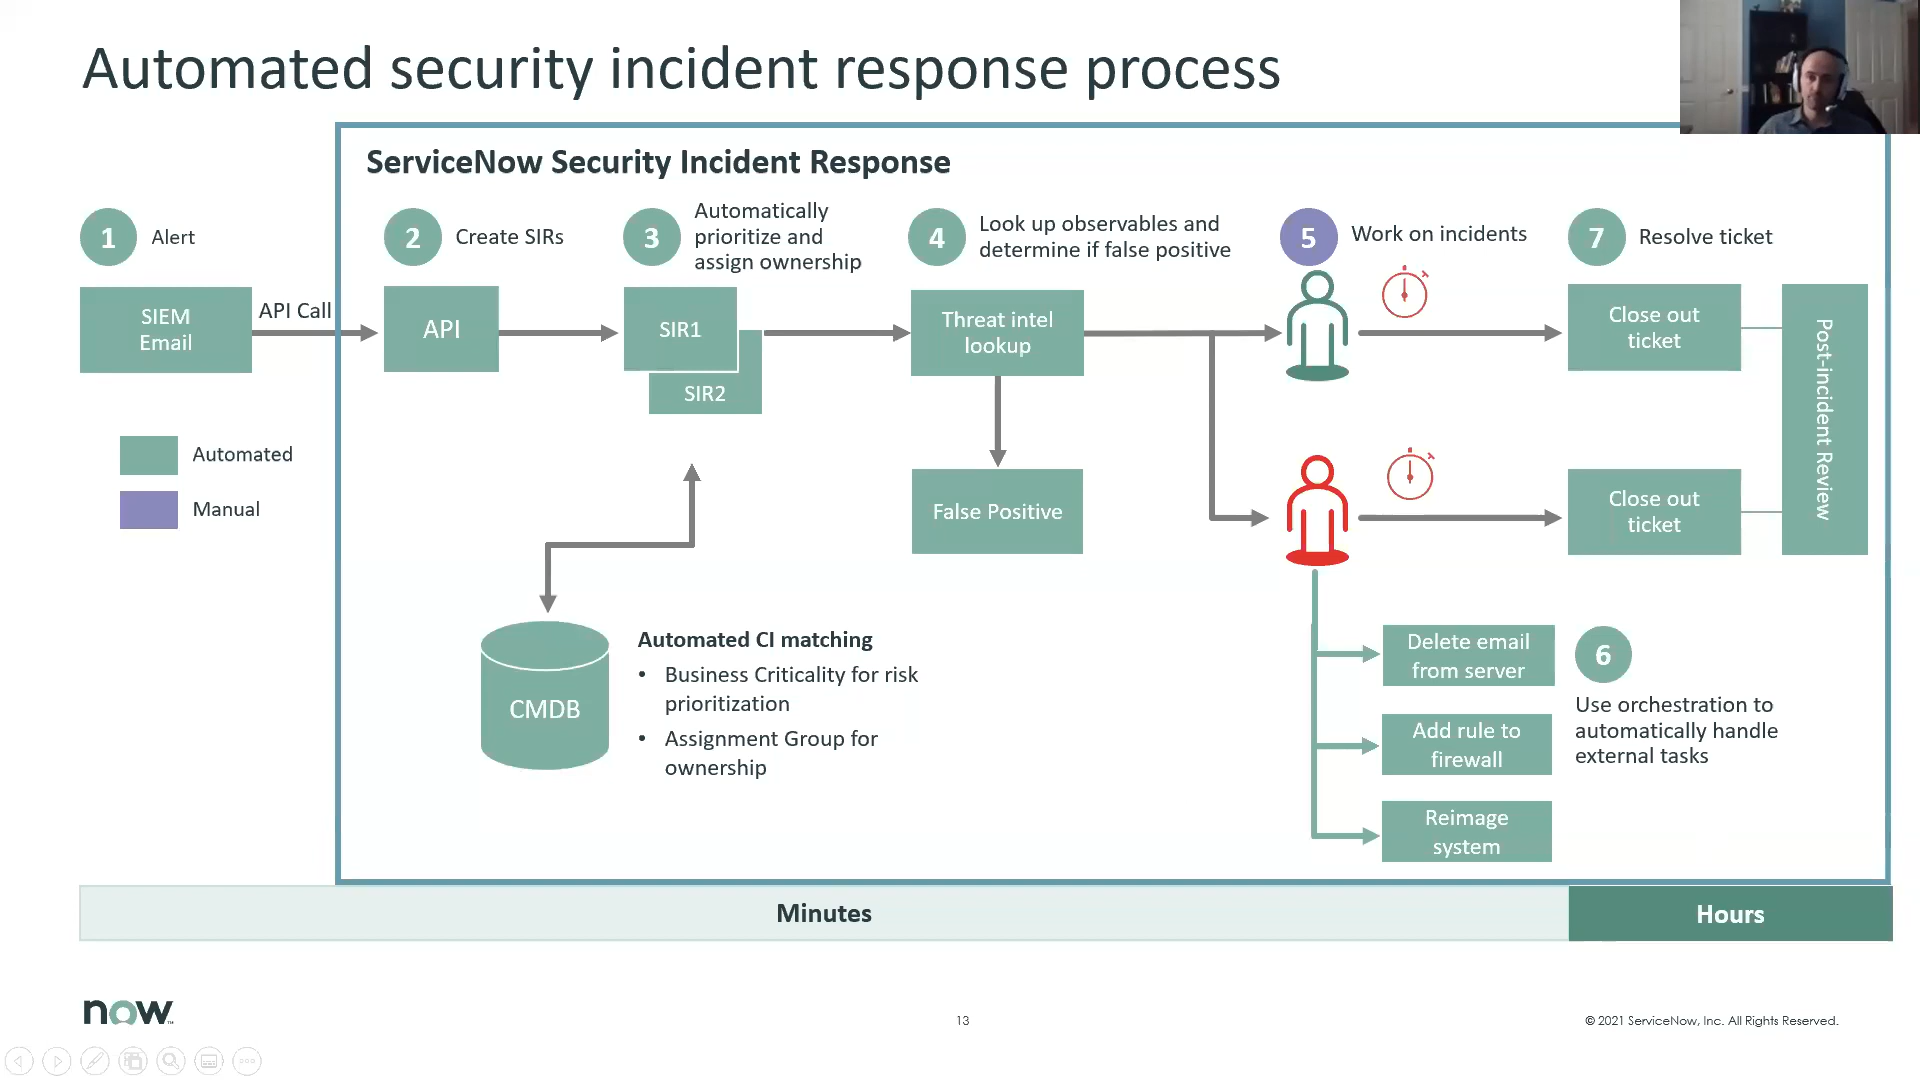 Automated security incident response process
ServiceNow Security Incident Response
1
Alert
2
Create SIRs
3
Automatically
prioritize and
assign ownership
4
Look up observables and
determine if false positive
5
Work on incidents
7
Resolve ticket
SIEM
Email
API Call
API
SIR1
SIR2
Threat intel
lookup
Close out
ticket
Post-incident Review
Automated
Manual
False Positive
Close out
ticket
CMDB
Automated CI matching
• Business Criticality for risk
prioritization
• Assignment Group for
ownership
Delete email
from server
6
Use orchestration to
automatically handle
external tasks
Add rule to
firewall
Reimage
system
Minutes
Hours
now
13
© 2021 ServiceNow, Inc. All Rights Reserved.